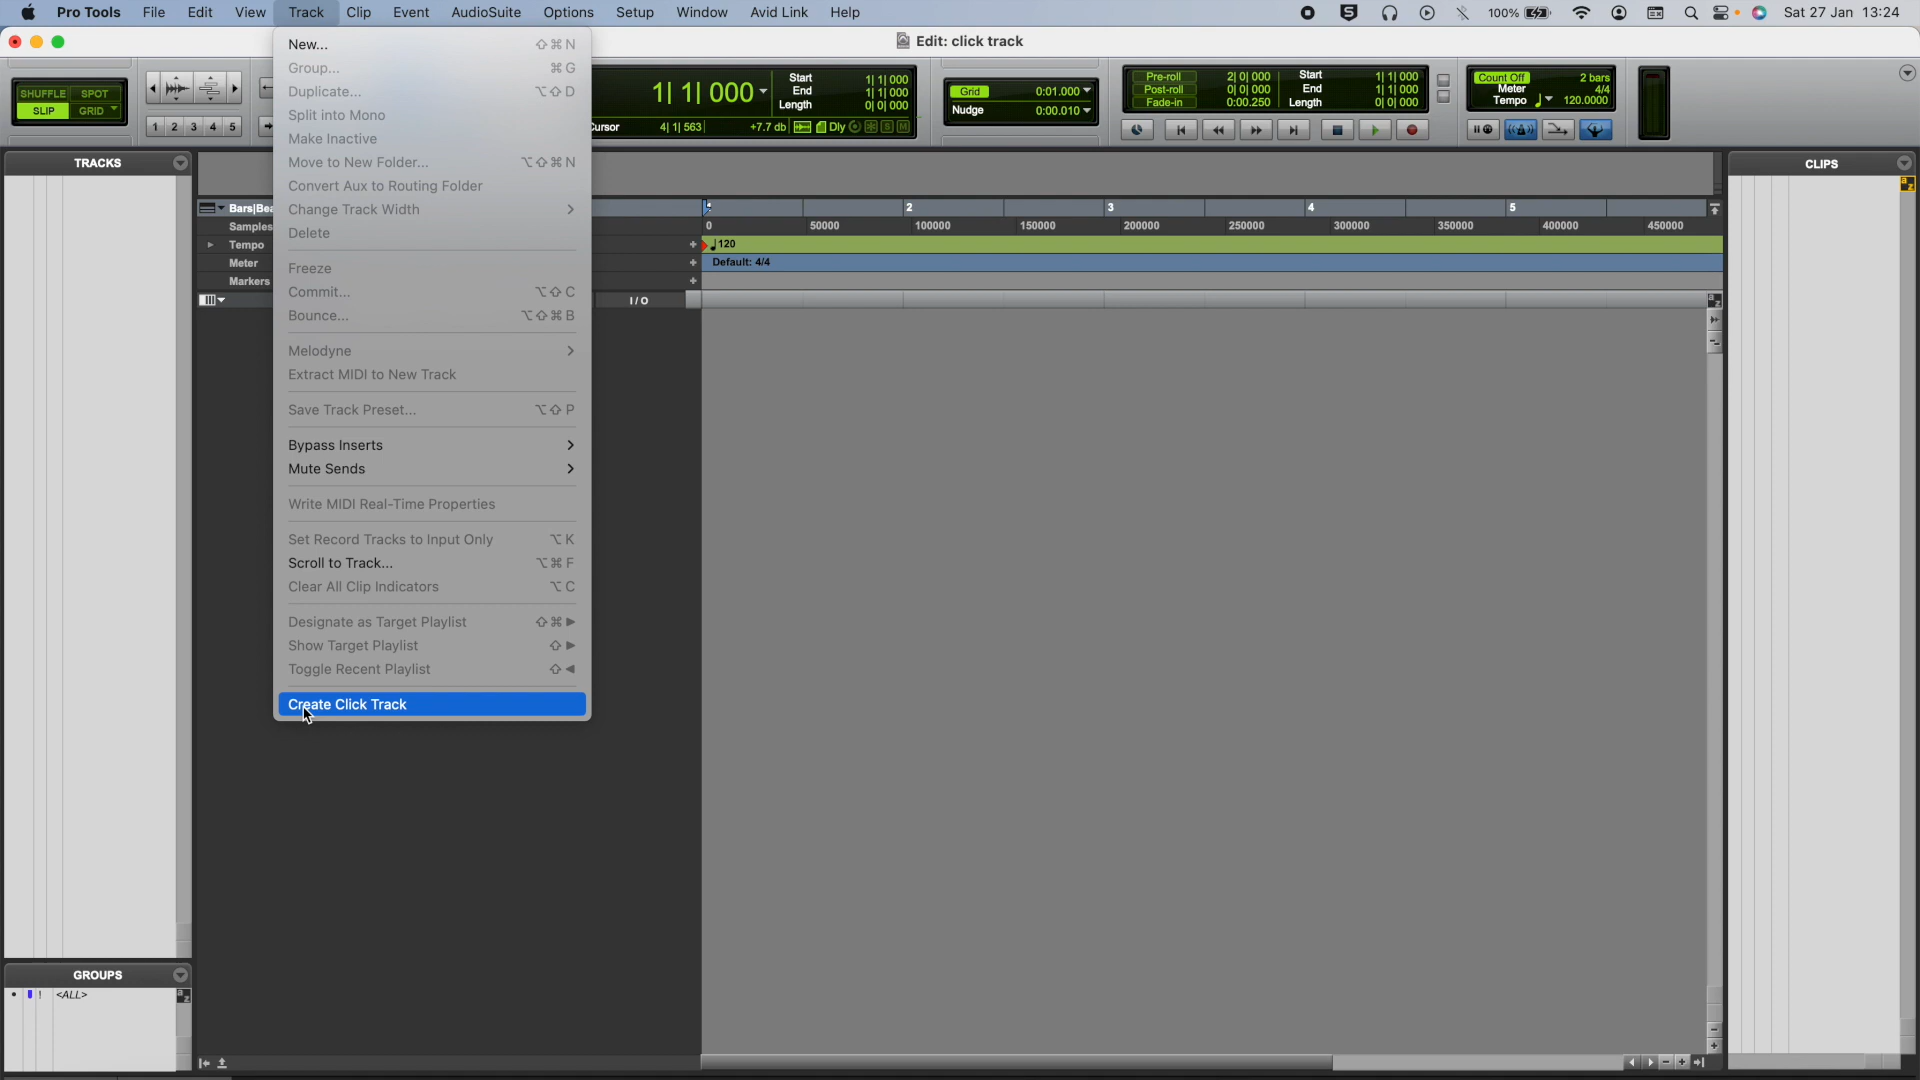 Pro Tools File Edit View Track Clip Event AudioSuite Options Setup Window Avid Link Help 100% Sat 27 Jan 13:24
Edit: click track
SHUFFLE SPOT
SLIP GRID
1 2 3 4 5
1| 1| 000
Start 1| 1| 000
End 1| 1| 000
Length 0| 0| 000
Cursor 4| 1| 563 +7.7 db Dly S M
Grid 0:01.000
Nudge 0:00.010
Pre-roll 2| 0| 000 Start 1| 1| 000
Post-roll 0| 0| 000 End 1| 1| 000
Fade-in 0:00.250 Length 0| 0| 000
Count Off 2 bars
Meter 4/4
Tempo 120.0000
TRACKS
New... ⇧⌘N
Group... ⌘G
Duplicate... ⌥⇧D
Split into Mono
Make Inactive
Move to New Folder... ⌥⇧⌘N
Convert Aux to Routing Folder
Change Track Width
Delete
Freeze
Commit... ⌥⇧C
Bounce... ⌥⇧⌘B
Melodyne
Extract MIDI to New Track
Save Track Preset... ⌥⇧P
Bypass Inserts
Mute Sends
Write MIDI Real-Time Properties
Set Record Tracks to Input Only ⌥K
Scroll to Track... ⌥⌘F
Clear All Clip Indicators ⌥C
Designate as Target Playlist ⇧⌘▶
Show Target Playlist ⇧▶
Toggle Recent Playlist ⇧◀
Create Click Track
Bars|Bea 2 3 4 5
Samples 0 50000 100000 150000 200000 250000 300000 350000 400000 450000
Tempo 120
Meter Default: 4/4
Markers
I/O
CLIPS
GROUPS
! <ALL>